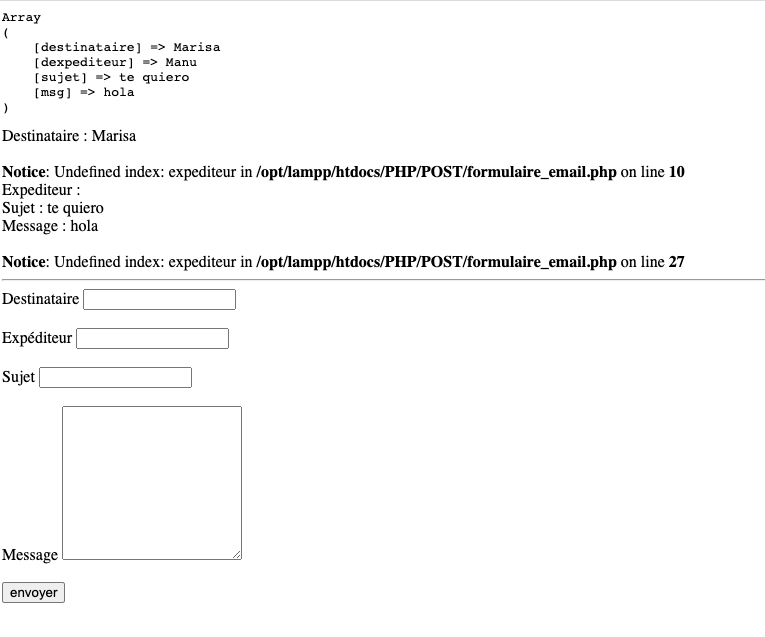 Array
(
[destinataire] => Marisa
[dexpediteur] => Manu
[sujet] => te quiero
[msg] => hola
)
Destinataire : Marisa
Notice: Undefined index: expediteur in /opt/lampp/htdocs/PHP/POST/formulaire_email.php on line 10
Expediteur :
Sujet : te quiero
Message : hola
Notice: Undefined index: expediteur in /opt/lampp/htdocs/PHP/POST/formulaire_email.php on line 27
Destinataire
Expéditeur
Sujet
Message
envoyer